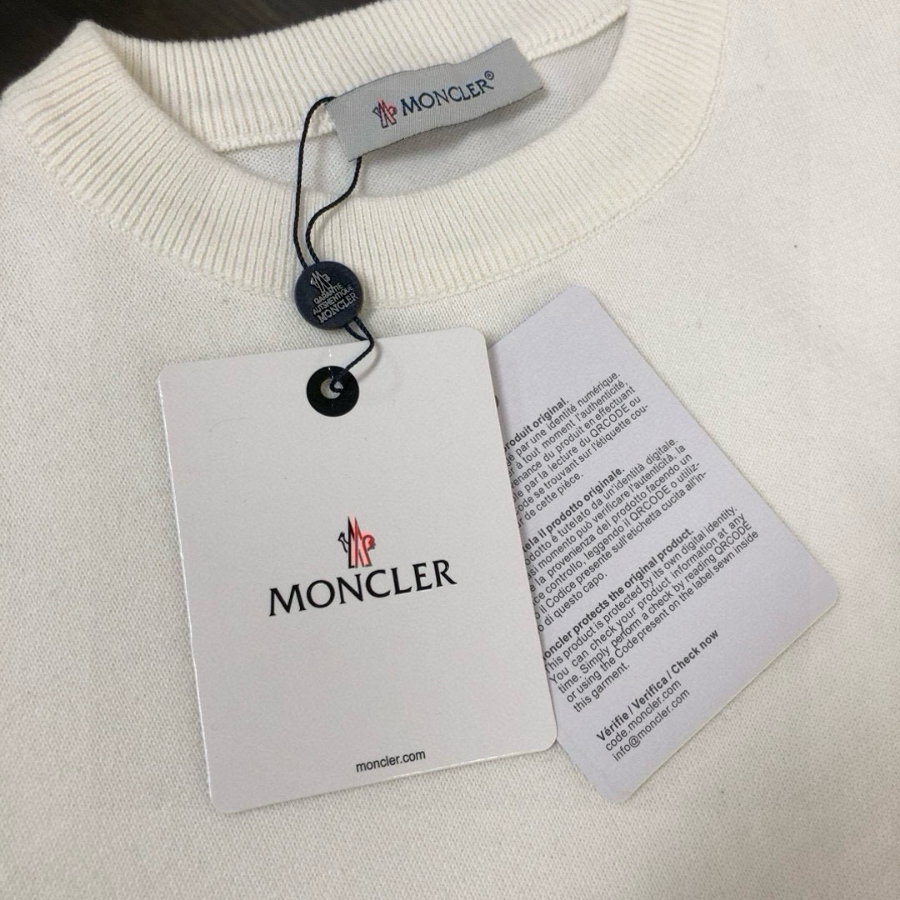 MONCLER®
GARANTIE
AUTHENTIQUE
MONCLER
MONCLER
moncler.com
produit original.
par une identité numérique.
à tout moment l'authenticité,
du produit en effectuant
par la lecture du QRCODE ou
se trouvant sur l'étiquette cou-
de cette pièce.
il prodotto originale.
è tutelato da un'identità digitale.
momento può verificare l'autenticità, la
la provenienza del prodotto facendo un
controllo, leggendo il QRCODE o utiliz-
il Codice presente sull'etichetta cucita all'in-
di questo capo.
Moncler protects the original product.
This product is protected by its own digital identity.
You can check your product information at any
time. Simply perform a check by reading QRCODE
or using the Code present on the label sewn inside
this garment.
Vérifie / Verifica / Check now
code.moncler.com
info@moncler.com